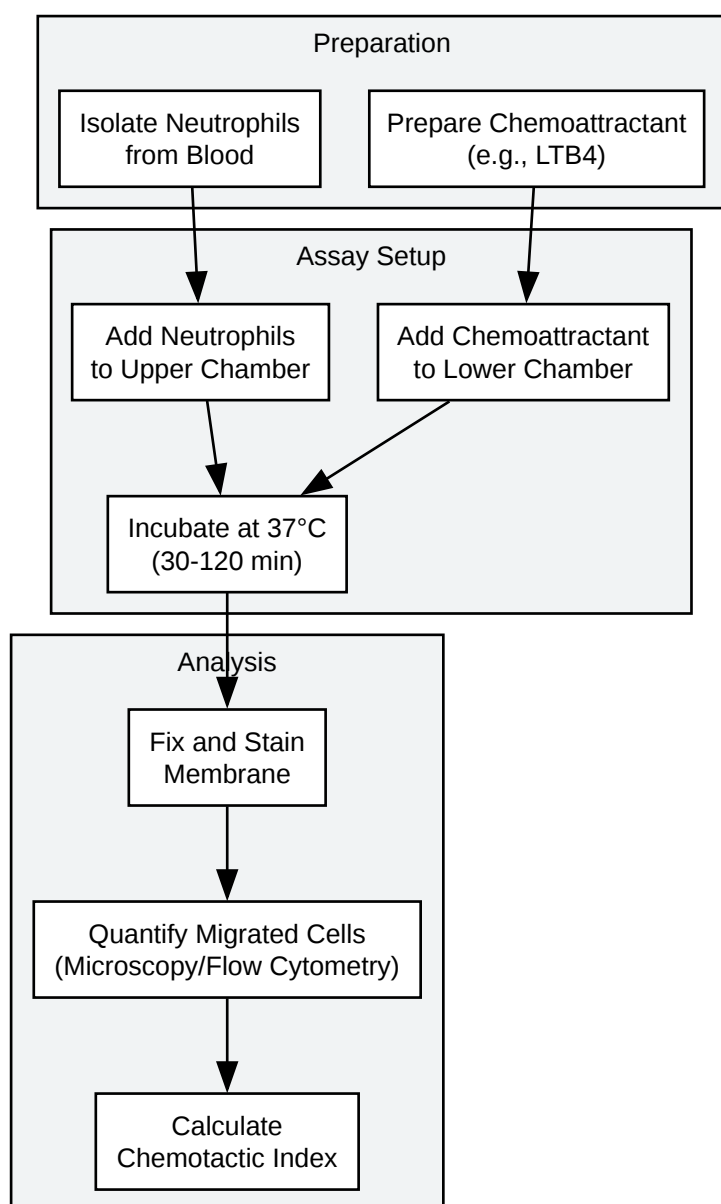 Preparation
Isolate Neutrophils
from Blood
Prepare Chemoattractant
(e.g., LTB4)
Assay Setup
Add Neutrophils
to Upper Chamber
Add Chemoattractant
to Lower Chamber
Incubate at 37°C
(30-120 min)
Analysis
Fix and Stain
Membrane
Quantify Migrated Cells
(Microscopy/Flow Cytometry)
Calculate
Chemotactic Index